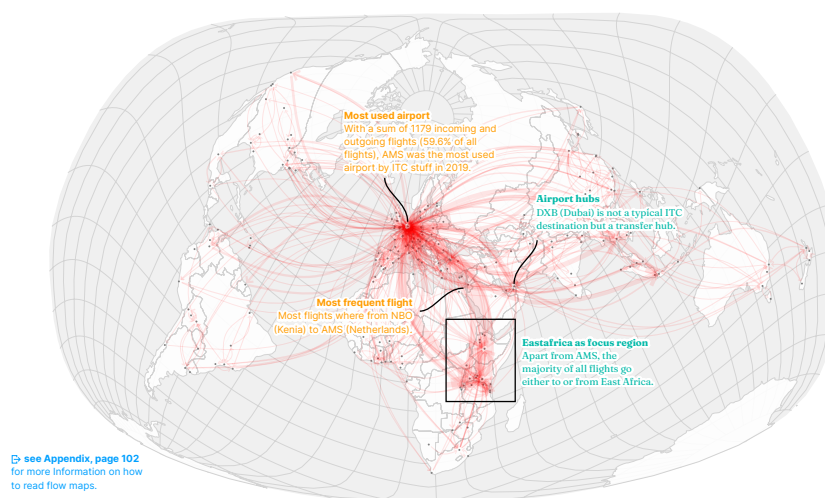 Most used airport
With a sum of 1179 incoming and
outgoing flights (59.6% of all
flights), AMS was the most used
airport by ITC stuff in 2019.
Airport hubs
DXB (Dubai) is not a typical ITC
destination but a transfer hub.
Most frequent flight
Most flights where from NBO
(Kenia) to AMS (Netherlands).
Eastafrica as focus region
Apart from AMS, the
majority of all flights go
either to or from East Africa.
see Appendix, page 102
for more Information on how
to read flow maps.